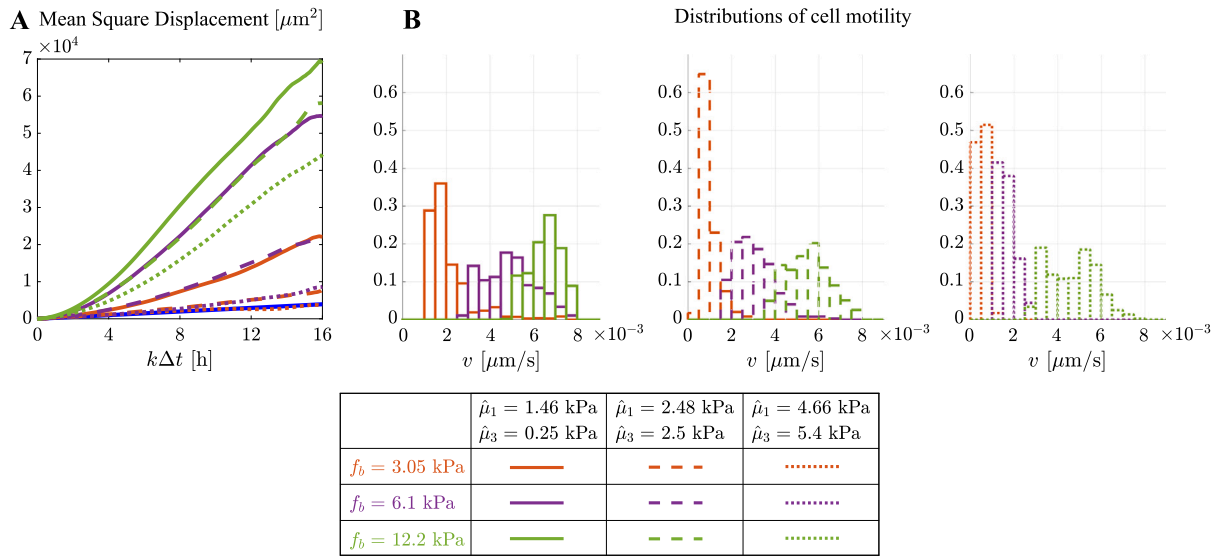 A Mean Square Displacement [μm²]
B Distributions of cell motility
×10⁴
7
6
5
4
3
2
1
0
0 4 8 12 16
kΔt [h]
0.6
0.5
0.4
0.3
0.2
0.1
0
0 2 4 6 8 ×10⁻³
v [μm/s]
0.6
0.5
0.4
0.3
0.2
0.1
0
0 2 4 6 8 ×10⁻³
v [μm/s]
0.6
0.5
0.4
0.3
0.2
0.1
0
0 2 4 6 8 ×10⁻³
v [μm/s]
μ̂₁ = 1.46 kPa μ̂₁ = 2.48 kPa μ̂₁ = 4.66 kPa
μ̂₃ = 0.25 kPa μ̂₃ = 2.5 kPa μ̂₃ = 5.4 kPa
f_b = 3.05 kPa
f_b = 6.1 kPa
f_b = 12.2 kPa